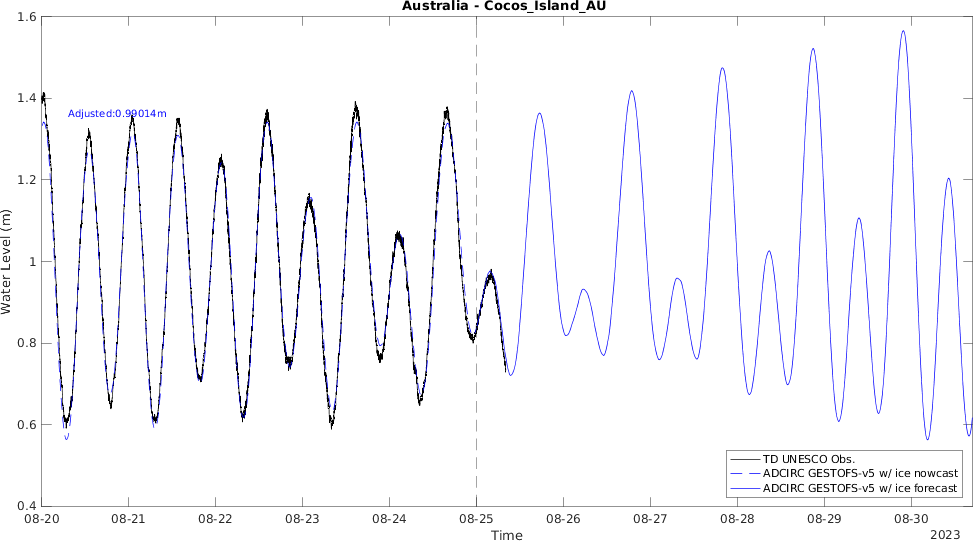 Australia - Cocos_Island_AU
1.6
1.4
1.2
1
0.8
0.6
0.4
Water Level (m)
Adjusted:0.99014m
TD UNESCO Obs.
ADCIRC GESTOFS-v5 w/ ice nowcast
ADCIRC GESTOFS-v5 w/ ice forecast
08-20 08-21 08-22 08-23 08-24 08-25 08-26 08-27 08-28 08-29 08-30
Time
2023